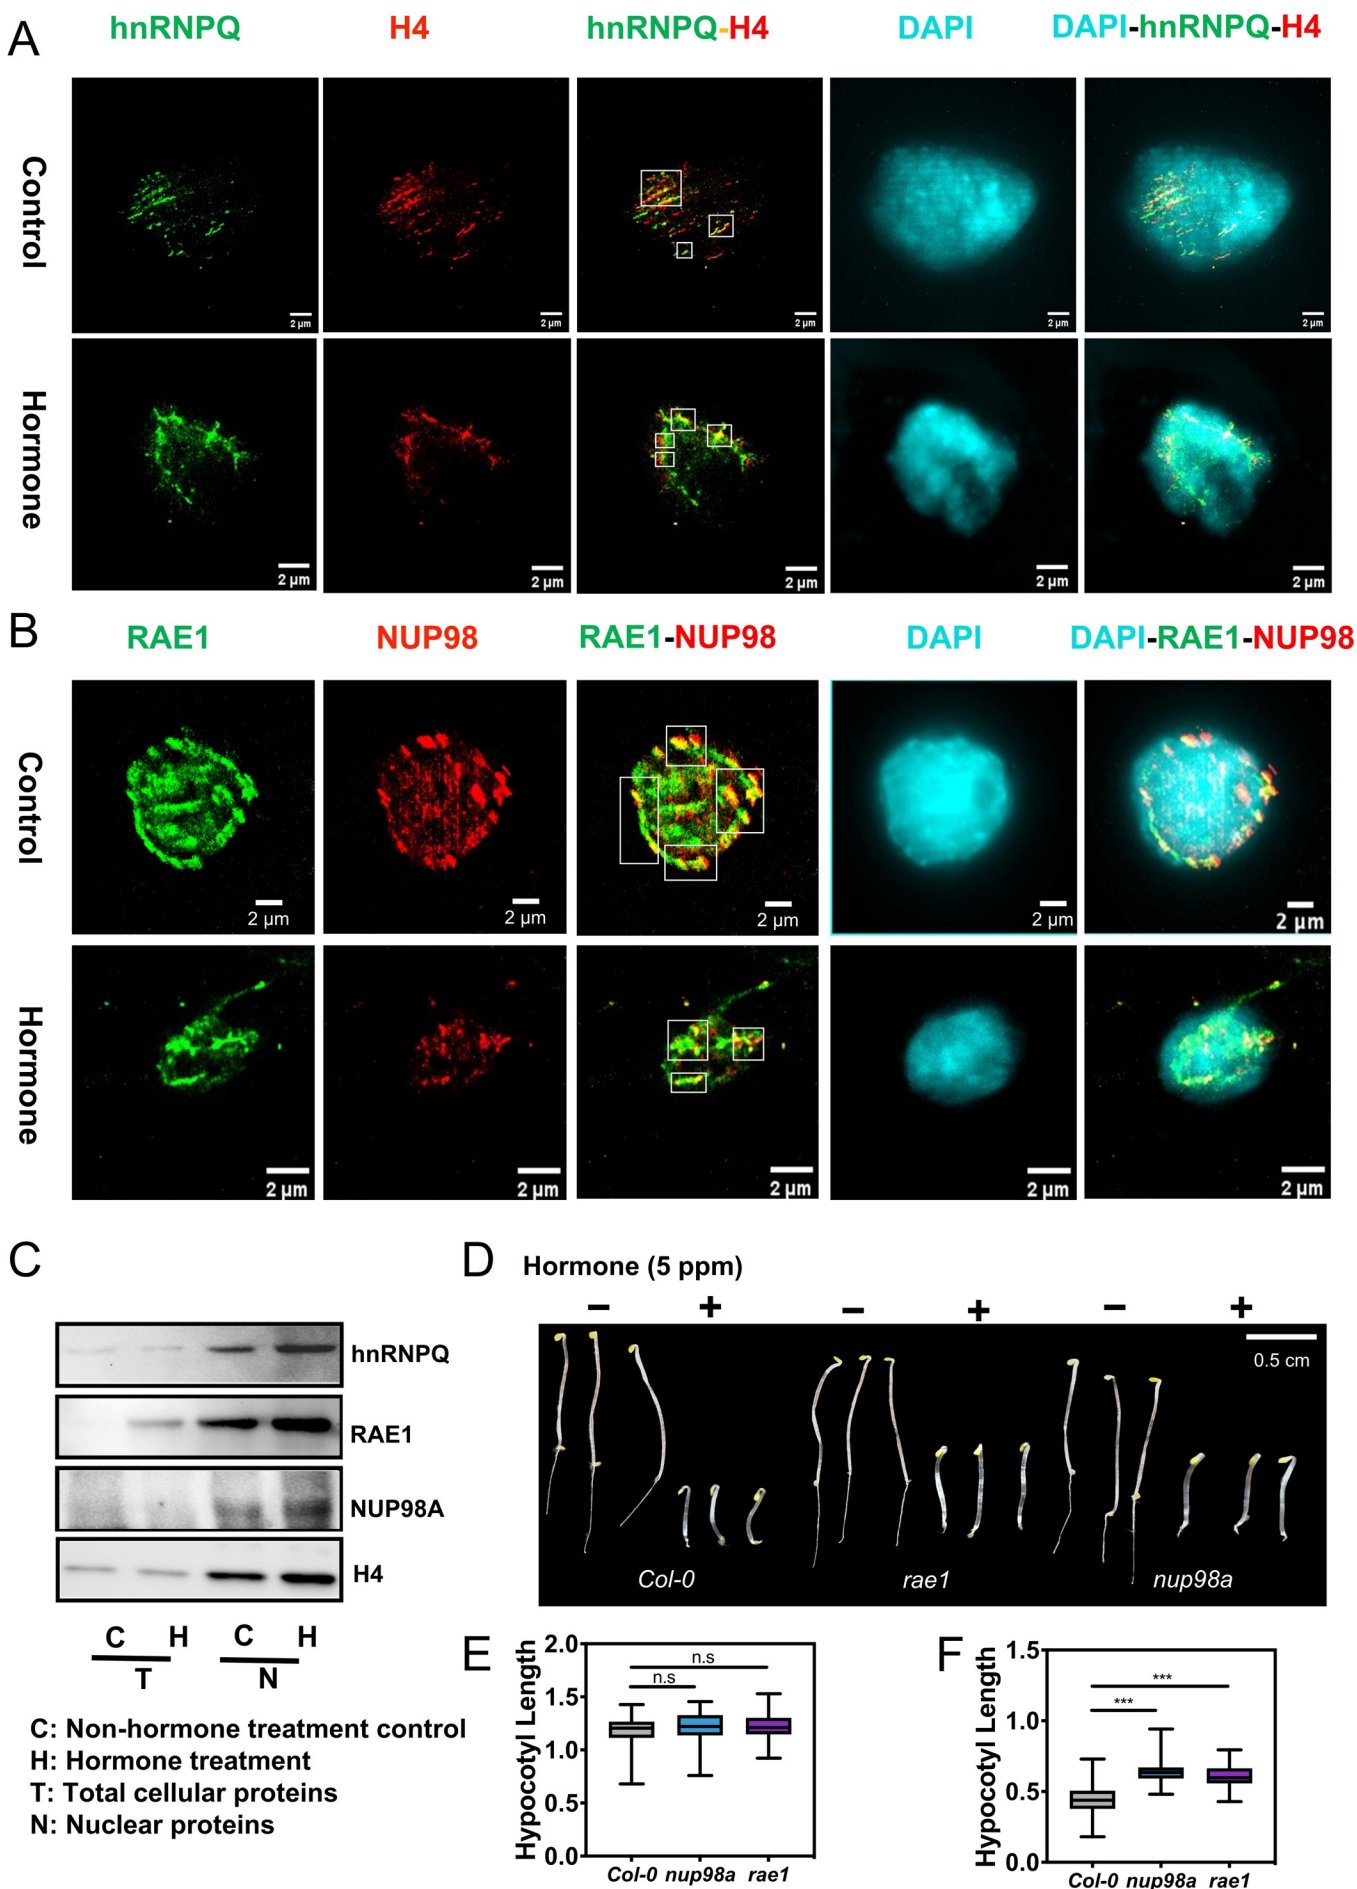 A
hnRNPQ
H4
hnRNPQ-H4
DAPI
DAPI-hnRNPQ-H4
Control
2 µm
2 µm
2 µm
2 µm
2 µm
Hormone
2 µm
2 µm
2 µm
2 µm
2 µm
B
RAE1
NUP98
RAE1-NUP98
DAPI
DAPI-RAE1-NUP98
Control
2 µm
2 µm
2 µm
2 µm
2 µm
Hormone
2 µm
2 µm
2 µm
2 µm
2 µm
C
hnRNPQ
RAE1
NUP98A
H4
C H C H
T N
C: Non-hormone treatment control
H: Hormone treatment
T: Total cellular proteins
N: Nuclear proteins
D
Hormone (5 ppm)
− + − + − +
0.5 cm
Col-0 rae1 nup98a
E
Hypocotyl Length
2.0
1.5
1.0
0.5
0.0
n.s
n.s
Col-0 nup98a rae1
F
Hypocotyl Length
1.5
1.0
0.5
0.0
***
***
Col-0 nup98a rae1